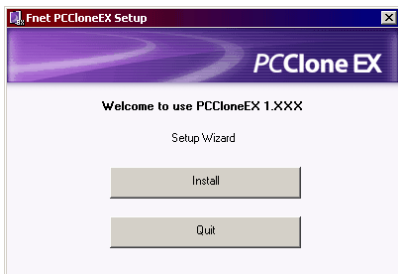 Fnet PCCloneEX Setup
PCClone EX
Welcome to use PCCloneEX 1.XXX
Setup Wizard
Install
Quit